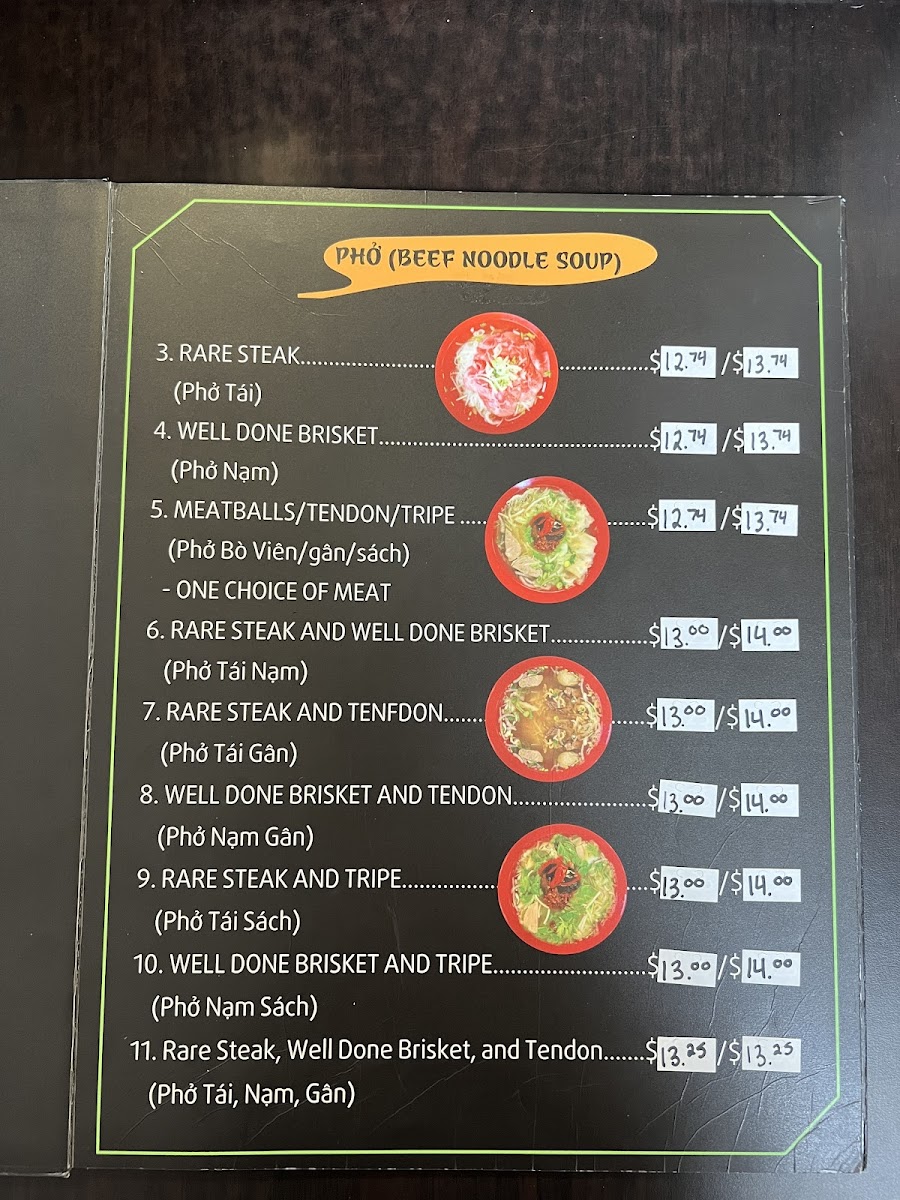 PHỞ (BEEF NOODLE SOUP)
3. RARE STEAK..............................$12.74 /$13.74
(Phở Tái)
4. WELL DONE BRISKET..............................$12.74 /$13.74
(Phở Nạm)
5. MEATBALLS/TENDON/TRIPE ............$12.74 /$13.74
(Phở Bò Viên/gân/sách)
- ONE CHOICE OF MEAT
6. RARE STEAK AND WELL DONE BRISKET...............$13.00 /$14.00
(Phở Tái Nạm)
7. RARE STEAK AND TENFDON............$13.00 /$14.00
(Phở Tái Gân)
8. WELL DONE BRISKET AND TENDON.....................$13.00 /$14.00
(Phở Nạm Gân)
9. RARE STEAK AND TRIPE....................$13.00 /$14.00
(Phở Tái Sách)
10. WELL DONE BRISKET AND TRIPE........................$13.00 /$14.00
(Phở Nạm Sách)
11. Rare Steak, Well Done Brisket, and Tendon.......$13.25 /$13.25
(Phở Tái, Nạm, Gân)